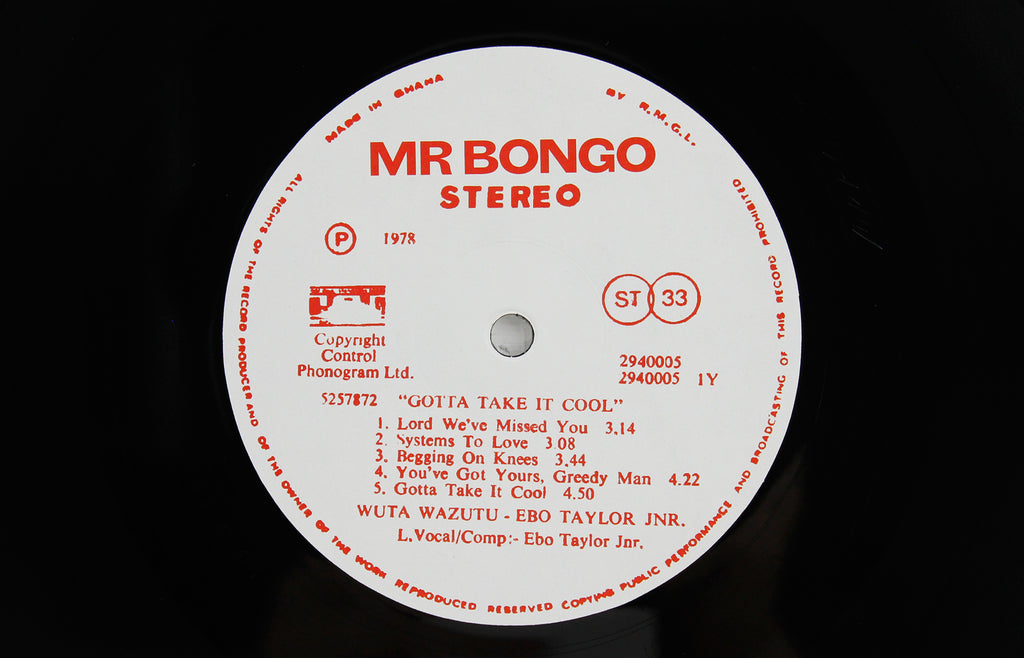 MADE IN GHANA
BY R.M.G.L.
MR BONGO
STEREO
P 1978
ST 33
Copyright
Control
Phonogram Ltd.
2940005
2940005 1Y
5257872 "GOTTA TAKE IT COOL"
1. Lord We've Missed You 3.14
2. Systems To Love 3.08
3. Begging On Knees 3.44
4. You've Got Yours, Greedy Man 4.22
5. Gotta Take It Cool 4.50
WUTA WAZUTU - EBO TAYLOR JNR.
L.Vocal/Comp:- Ebo Taylor Jnr.
ALL RIGHTS OF THE RECORD PRODUCER AND OF THE OWNER OF THE WORK REPRODUCED RESERVED COPTING PUBLIC PERFORMANCE AND BROADCASTING OF THIS RECORD PROHIBITED